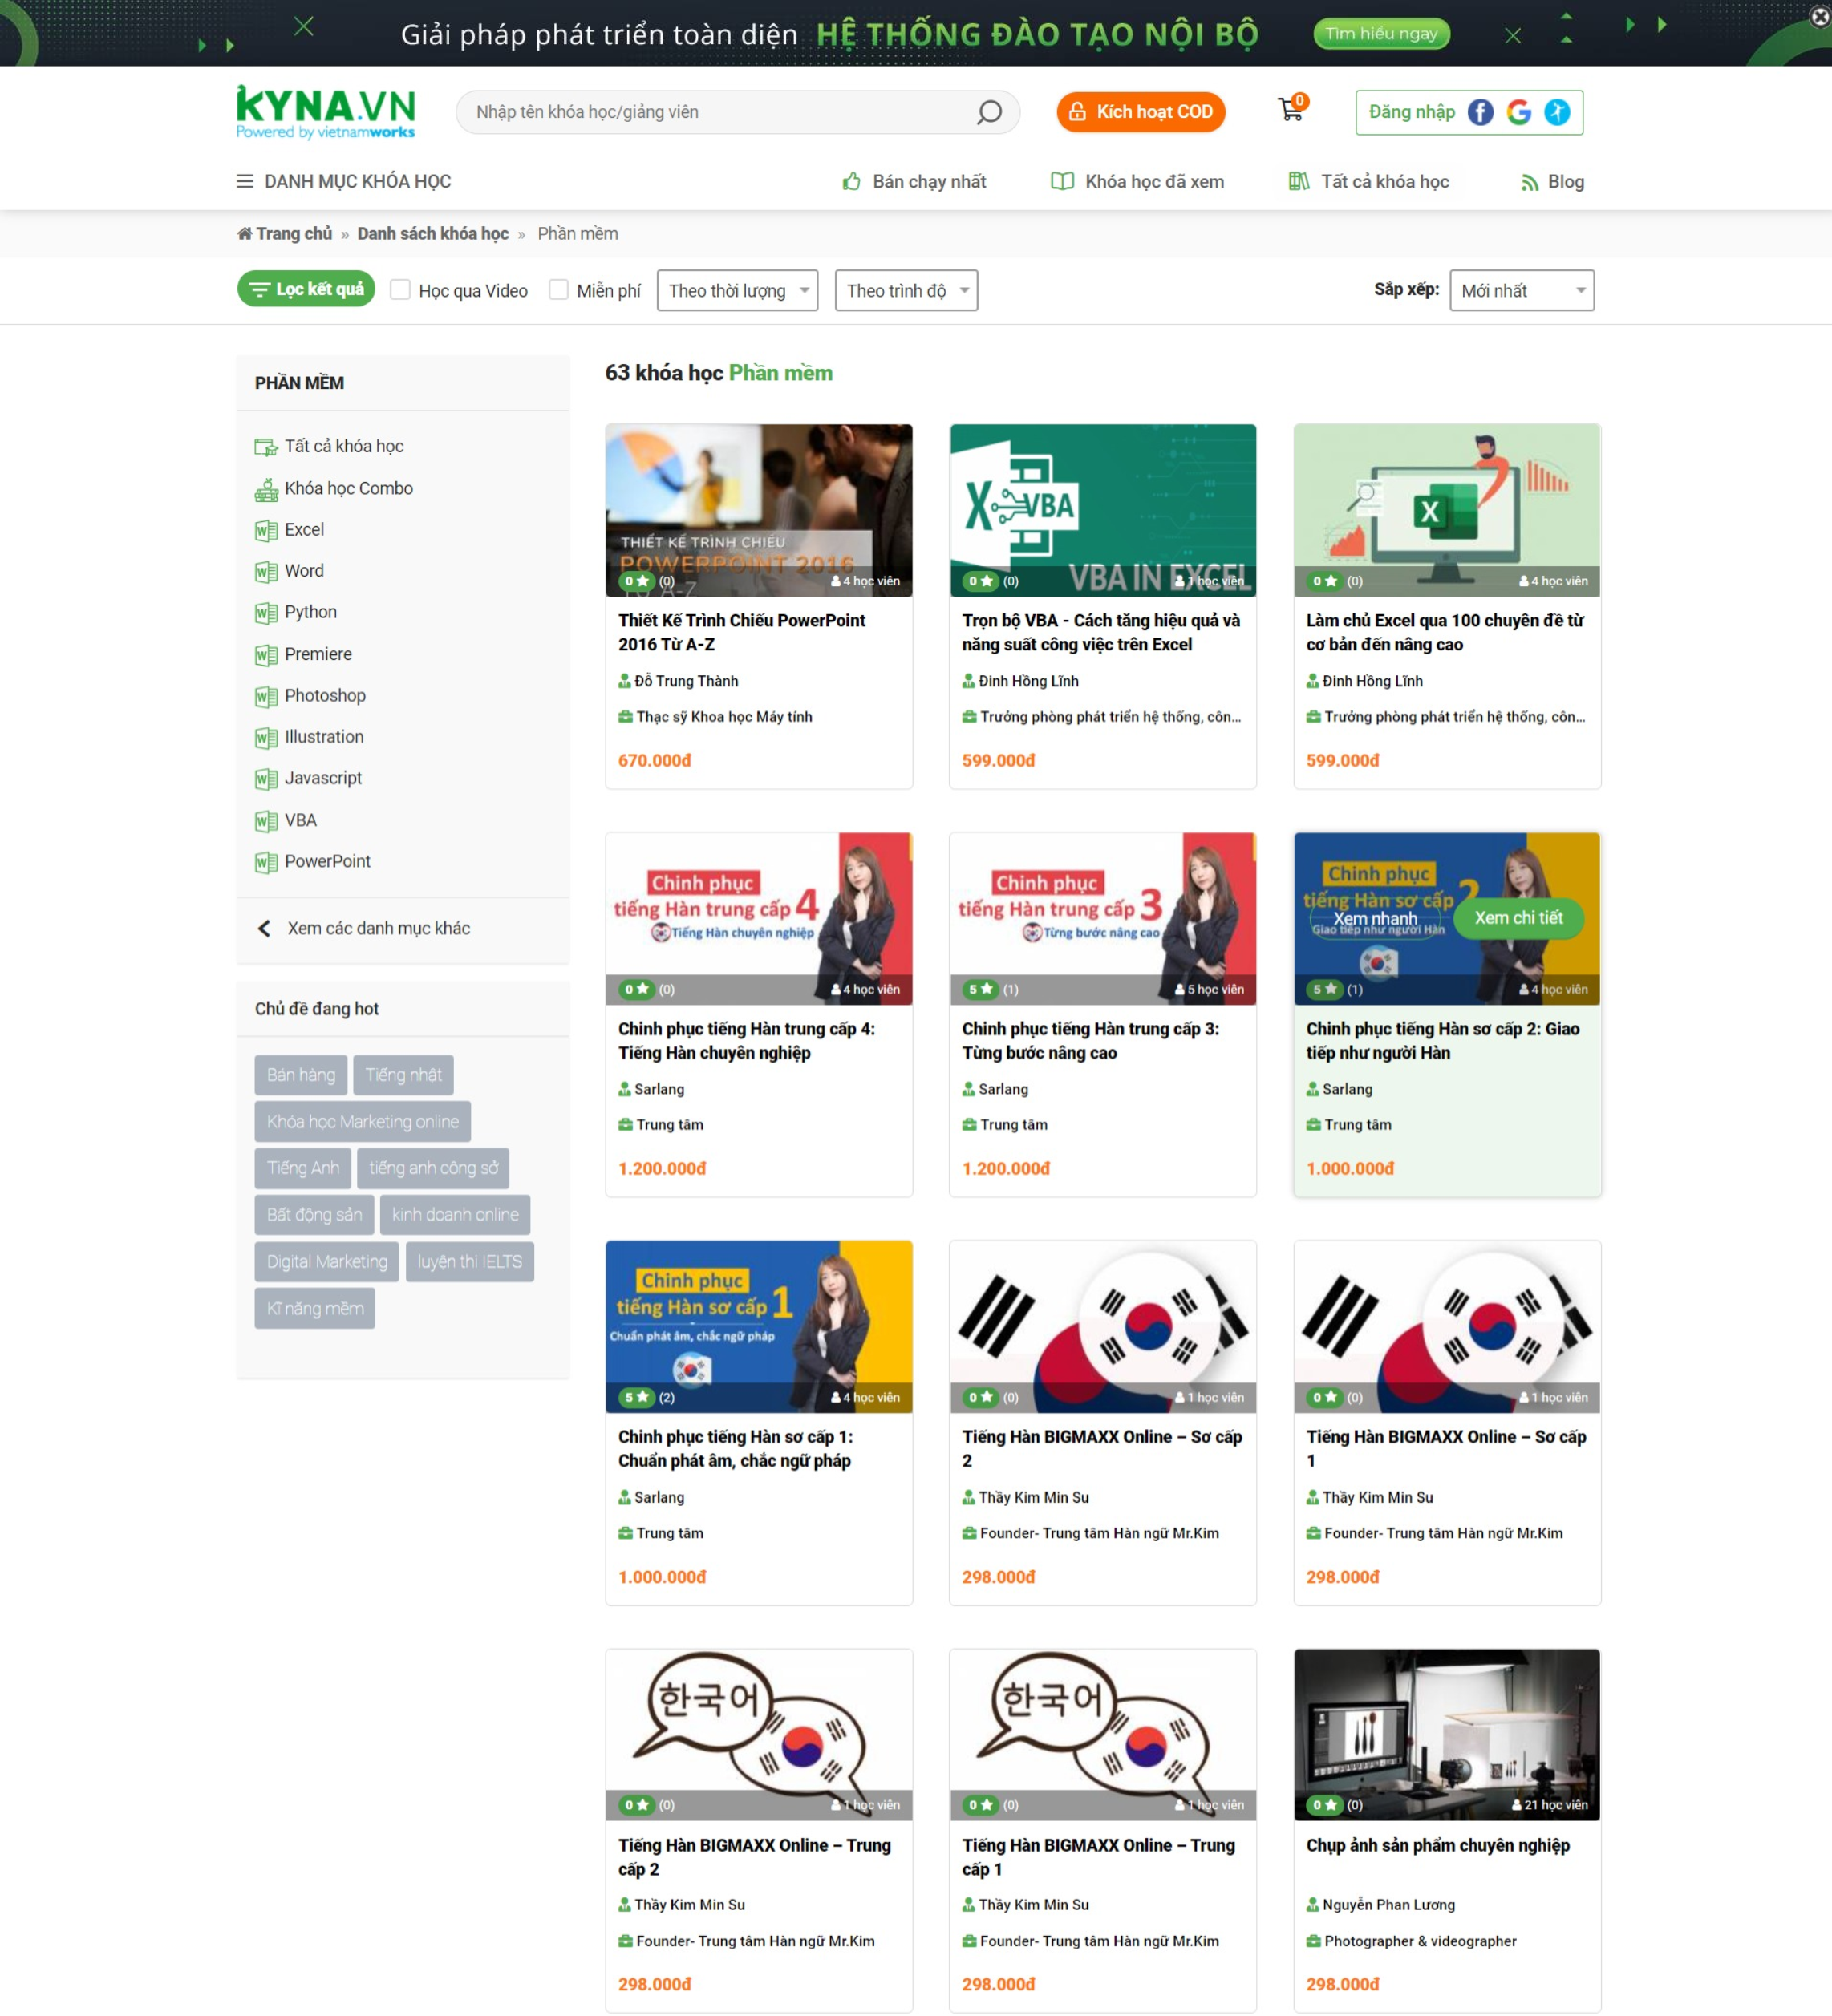 Giải pháp phát triển toàn diện HỆ THỐNG ĐÀO TẠO NỘI BỘ Tìm hiểu ngay
KYNA.VN
Powered by vietnamworks
Nhập tên khóa học/giảng viên
Kích hoạt COD
0
Đăng nhập
DANH MỤC KHÓA HỌC
Bán chạy nhất
Khóa học đã xem
Tất cả khóa học
Blog
Trang chủ » Danh sách khóa học » Phần mềm
Lọc kết quả
Học qua Video
Miễn phí
Theo thời lượng
Theo trình độ
Sắp xếp:
Mới nhất
PHẦN MỀM
Tất cả khóa học
Khóa học Combo
Excel
Word
Python
Premiere
Photoshop
Illustration
Javascript
VBA
PowerPoint
Xem các danh mục khác
Chủ đề đang hot
Bán hàng
Tiếng nhật
Khóa học Marketing online
Tiếng Anh
tiếng anh công sở
Bất động sản
kinh doanh online
Digital Marketing
luyện thi IELTS
Kĩ năng mềm
63 khóa học Phần mềm
THIẾT KẾ TRÌNH CHIẾU
POWERPOINT 2016
TỪ A-Z
0 (0)
4 học viên
Thiết Kế Trình Chiếu PowerPoint
2016 Từ A-Z
Đỗ Trung Thành
Thạc sỹ Khoa học Máy tính
670.000đ
X VBA
VBA IN EXCEL
0 (0)
1 học viên
Trọn bộ VBA - Cách tăng hiệu quả và
năng suất công việc trên Excel
Đinh Hồng Lĩnh
Trưởng phòng phát triển hệ thống, côn...
599.000đ
X
0 (0)
4 học viên
Làm chủ Excel qua 100 chuyên đề từ
cơ bản đến nâng cao
Đinh Hồng Lĩnh
Trưởng phòng phát triển hệ thống, côn...
599.000đ
Chinh phục
tiếng Hàn trung cấp 4
Tiếng Hàn chuyên nghiệp
0 (0)
4 học viên
Chinh phục tiếng Hàn trung cấp 4:
Tiếng Hàn chuyên nghiệp
Sarlang
Trung tâm
1.200.000đ
Chinh phục
tiếng Hàn trung cấp 3
Từng bước nâng cao
5 (1)
5 học viên
Chinh phục tiếng Hàn trung cấp 3:
Từng bước nâng cao
Sarlang
Trung tâm
1.200.000đ
Chinh phục
tiếng Hàn sơ cấp 2
Xem nhanh
Xem chi tiết
Giao tiếp như người Hàn
5 (1)
4 học viên
Chinh phục tiếng Hàn sơ cấp 2: Giao
tiếp như người Hàn
Sarlang
Trung tâm
1.000.000đ
Chinh phục
tiếng Hàn sơ cấp 1
Chuẩn phát âm, chắc ngữ pháp
5 (2)
4 học viên
Chinh phục tiếng Hàn sơ cấp 1:
Chuẩn phát âm, chắc ngữ pháp
Sarlang
Trung tâm
1.000.000đ
0 (0)
1 học viên
Tiếng Hàn BIGMAXX Online – Sơ cấp
2
Thầy Kim Min Su
Founder- Trung tâm Hàn ngữ Mr.Kim
298.000đ
0 (0)
1 học viên
Tiếng Hàn BIGMAXX Online – Sơ cấp
1
Thầy Kim Min Su
Founder- Trung tâm Hàn ngữ Mr.Kim
298.000đ
한국어
0 (0)
1 học viên
Tiếng Hàn BIGMAXX Online – Trung
cấp 2
Thầy Kim Min Su
Founder- Trung tâm Hàn ngữ Mr.Kim
298.000đ
한국어
0 (0)
1 học viên
Tiếng Hàn BIGMAXX Online – Trung
cấp 1
Thầy Kim Min Su
Founder- Trung tâm Hàn ngữ Mr.Kim
298.000đ
0 (0)
21 học viên
Chụp ảnh sản phẩm chuyên nghiệp
Nguyễn Phan Lương
Photographer & videographer
298.000đ